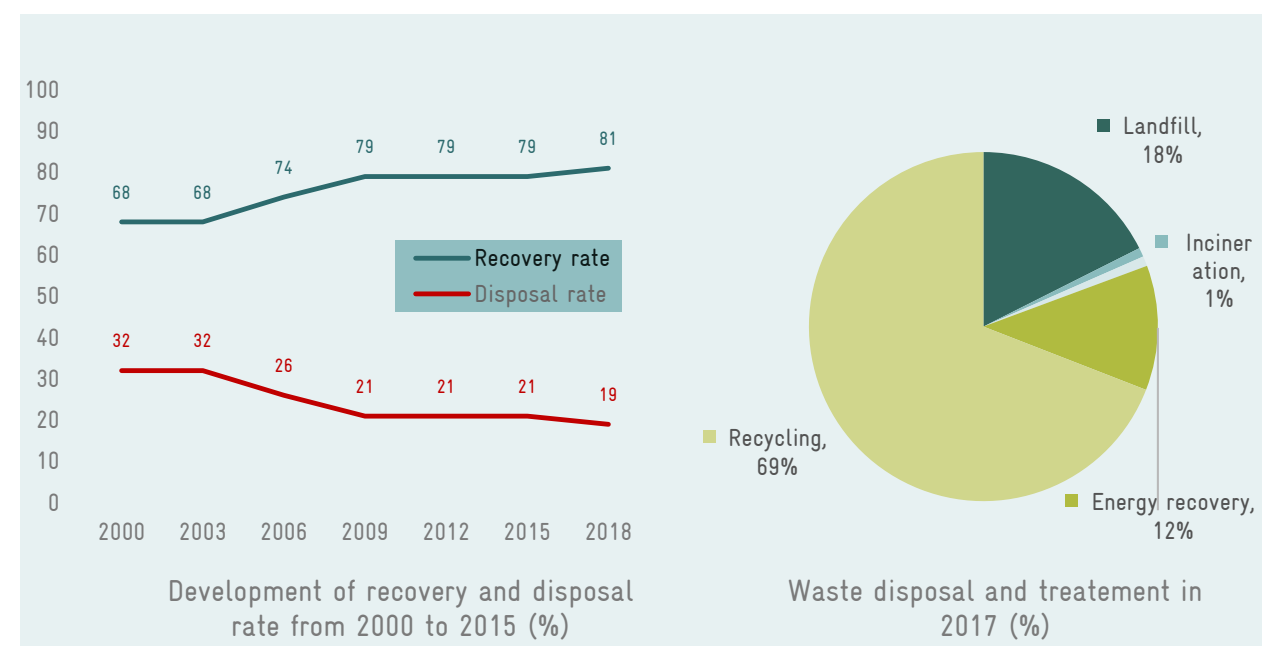 100
90
80
70
60
50
40
30
20
10
0
68 68 74 79 79 79 81
Recovery rate
Disposal rate
32 32 26 21 21 21 19
2000 2003 2006 2009 2012 2015 2018
Development of recovery and disposal
rate from 2000 to 2015 (%)
Landfill,
18%
Inciner
ation,
1%
Recycling,
69%
Energy recovery,
12%
Waste disposal and treatement in
2017 (%)